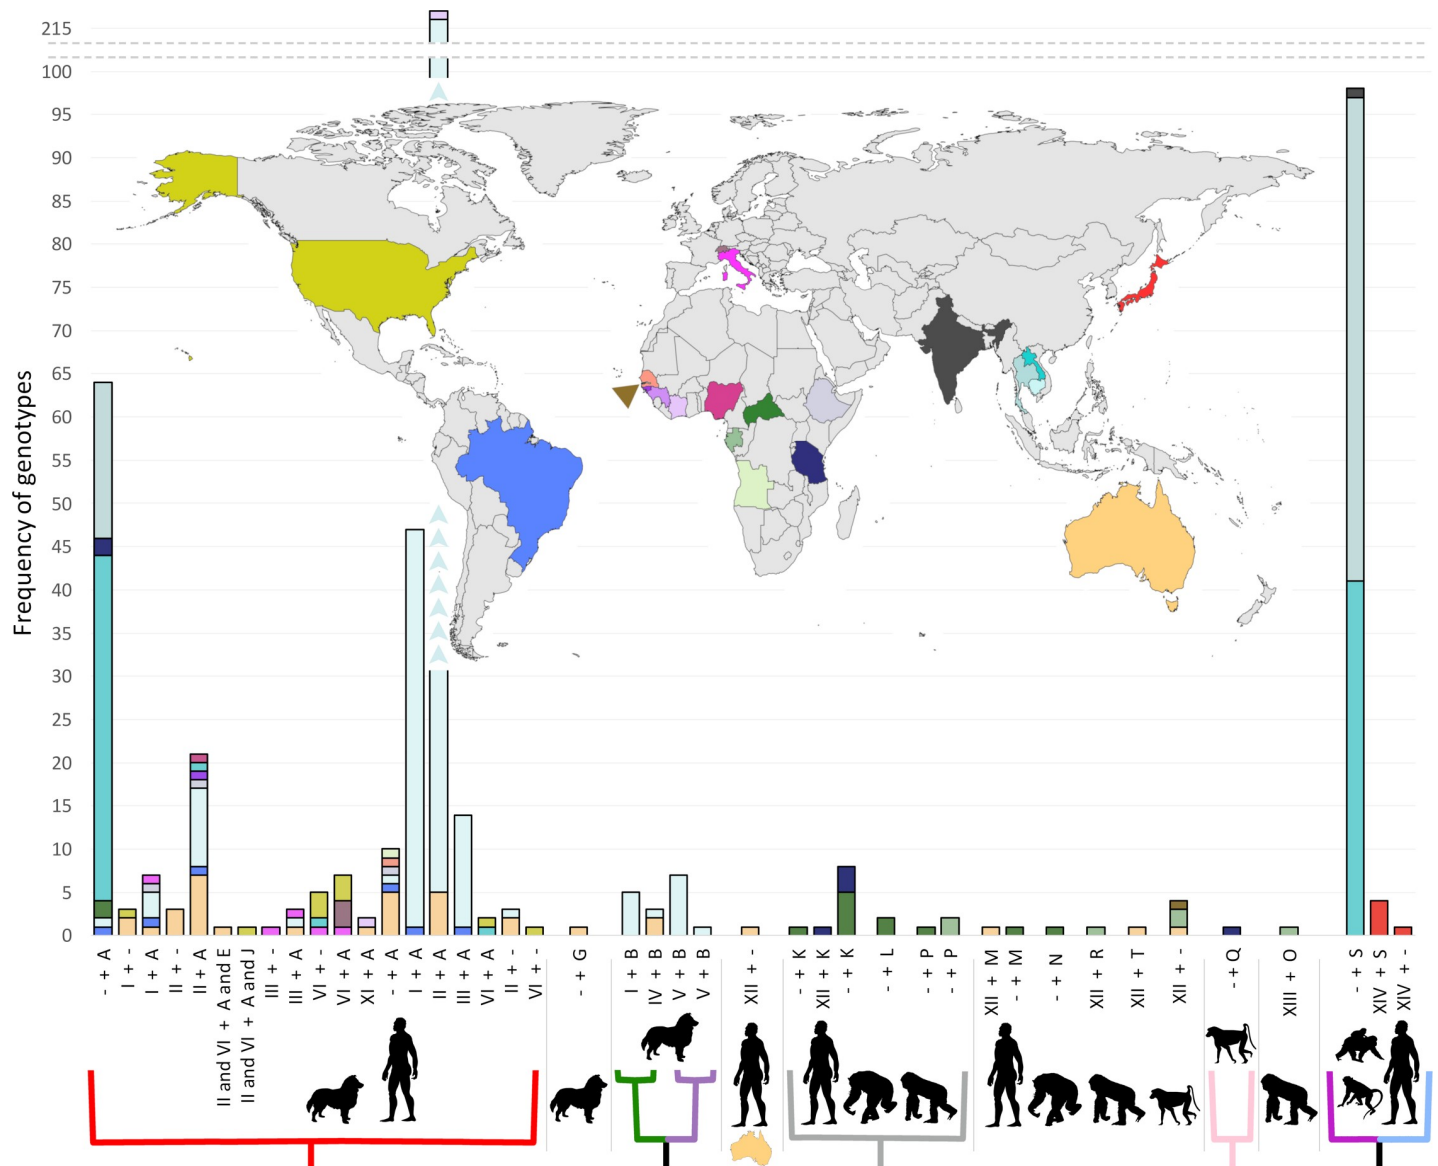 Frequency of genotypes
215
100
95
90
85
80
75
70
65
60
55
50
45
40
35
30
25
20
15
10
5
0
- + A
I + -
I + A
II + -
II + A
II and VI + A and E
II and VI + A and J
III + -
III + A
VI + -
VI + A
XI + A
- + A
I + A
II + A
III + A
VI + A
II + -
VI + -
- + G
I + B
IV + B
V + B
V + B
XII + -
- + K
XII + K
- + K
- + L
- + P
- + P
XII + M
- + M
- + N
XII + R
XII + T
XII + -
- + Q
XIII + O
- + S
XIV + S
XIV + -